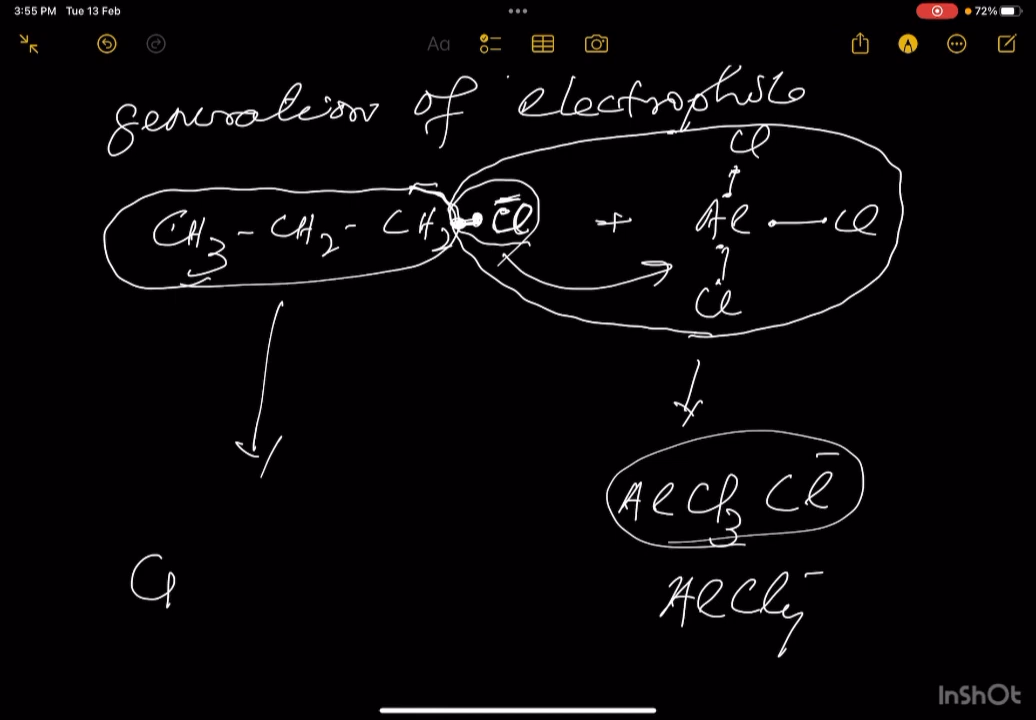 3:55 PM Tue 13 Feb
72%
Aa
generation of electrophile
Cl
CH3 - CH2 - CH2 Cl + Al — Cl
Cl
AlCl3 Cl-
AlCl4-
C
InShOt